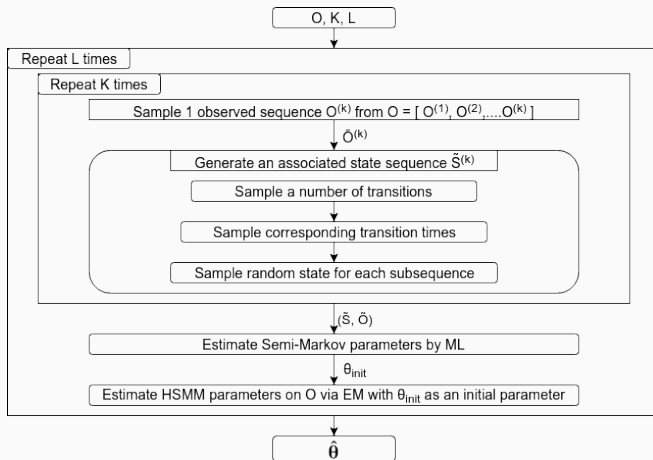 O, K, L
Repeat L times
Repeat K times
Sample 1 observed sequence O⁽ᵏ⁾ from O = [ O⁽¹⁾, O⁽²⁾,....O⁽ᵏ⁾ ]
Õ⁽ᵏ⁾
Generate an associated state sequence S̃⁽ᵏ⁾
Sample a number of transitions
Sample corresponding transition times
Sample random state for each subsequence
(S̃, Õ)
Estimate Semi-Markov parameters by ML
θ_init
Estimate HSMM parameters on O via EM with θ_init as an initial parameter
θ̂